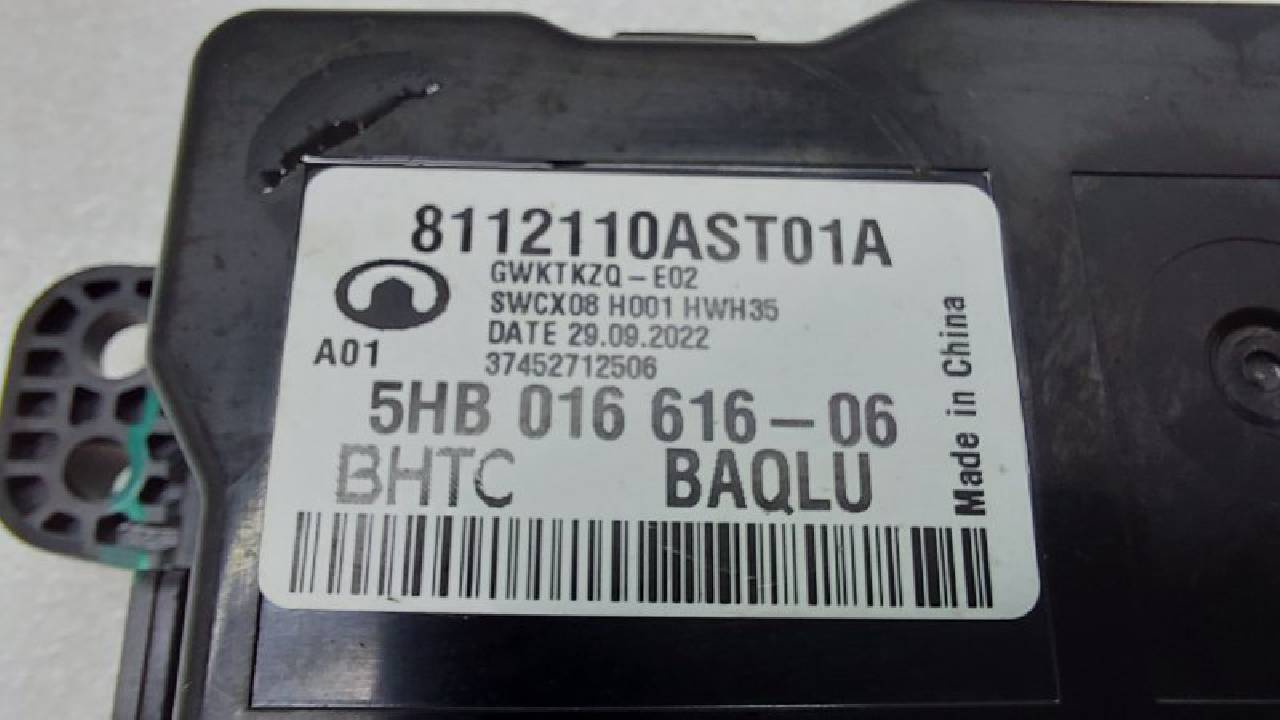 8112110AST01A
GWKTKZQ-E02
SWCX08 H001 HWH35
DATE 29.09.2022
A01
37452712506
5HB 016 616-06
BHTC BAQLU
Made in China